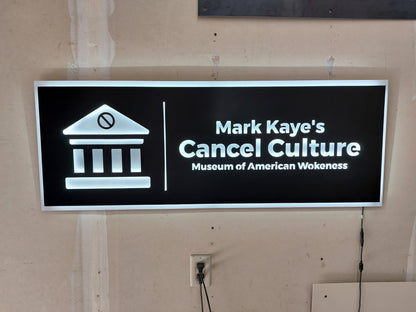 Mark Kaye's
Cancel Culture
Museum of American Wokeness